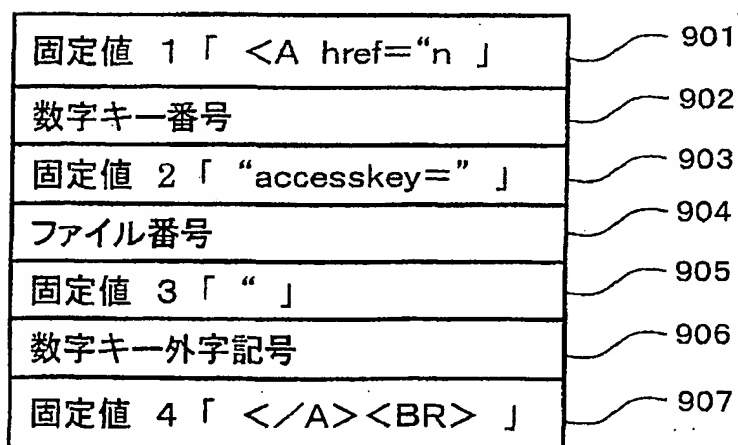 固定値 1「 <A href=“n 」 901
数字キー番号 902
固定値 2「 “accesskey=” 」 903
ファイル番号 904
固定値 3「 “ 」 905
数字キー外字記号 906
固定値 4「 </A><BR> 」 907